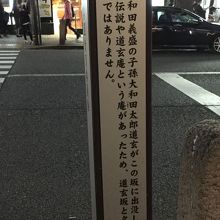 和田義盛の子孫大和田太郎道玄がこの坂に出没し
伝説や道玄庵という庵があったため、道玄坂と
ではありません。